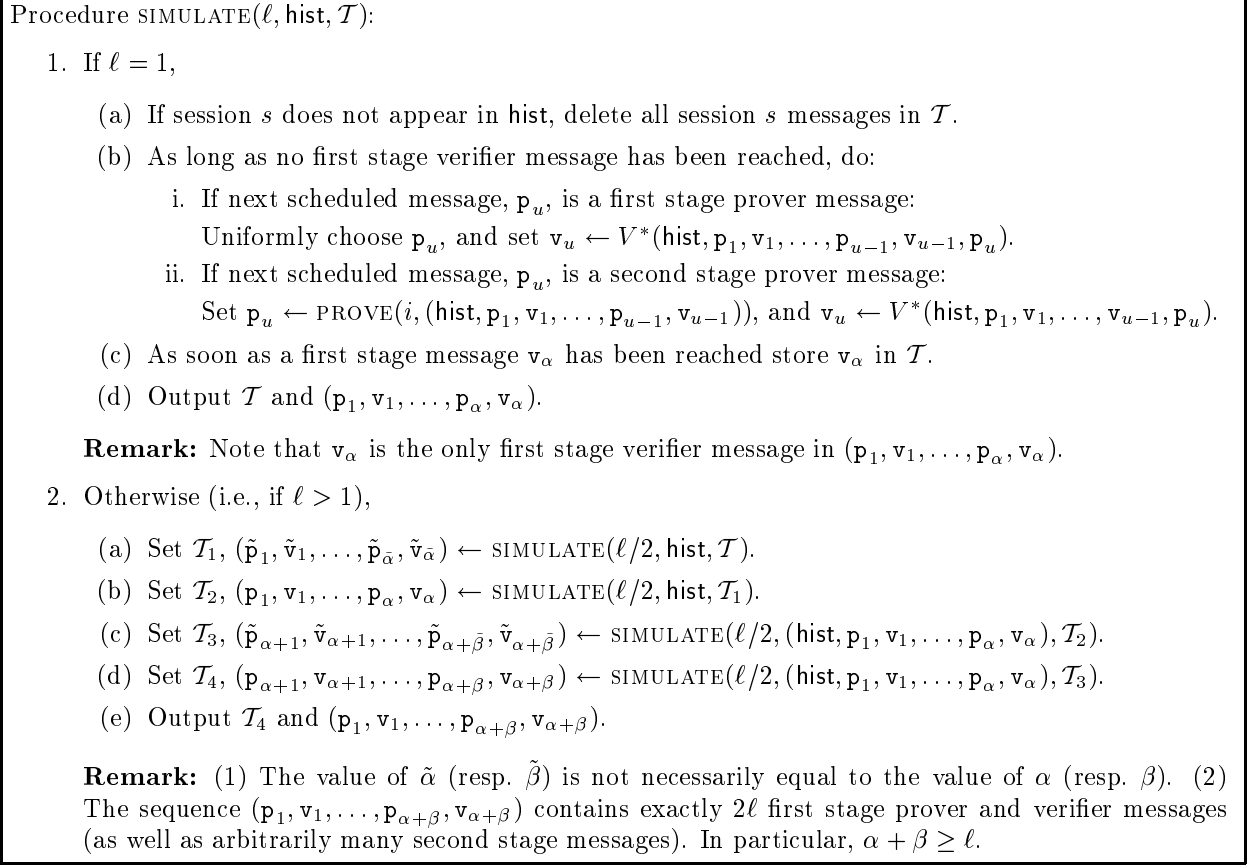 Procedure SIMULATE(ℓ, hist, 𝒯):
1. If ℓ = 1,
(a) If session s does not appear in hist, delete all session s messages in 𝒯.
(b) As long as no first stage verifier message has been reached, do:
i. If next scheduled message, p_u, is a first stage prover message:
Uniformly choose p_u, and set v_u ← V*(hist, p_1, v_1, . . . , p_{u−1}, v_{u−1}, p_u).
ii. If next scheduled message, p_u, is a second stage prover message:
Set p_u ← PROVE(i, (hist, p_1, v_1, . . . , p_{u−1}, v_{u−1})), and v_u ← V*(hist, p_1, v_1, . . . , v_{u−1}, p_u).
(c) As soon as a first stage message v_α has been reached store v_α in 𝒯.
(d) Output 𝒯 and (p_1, v_1, . . . , p_α, v_α).
Remark: Note that v_α is the only first stage verifier message in (p_1, v_1, . . . , p_α, v_α).
2. Otherwise (i.e., if ℓ > 1),
(a) Set 𝒯_1, (p̃_1, ṽ_1, . . . , p̃_α̃, ṽ_α̃) ← SIMULATE(ℓ/2, hist, 𝒯).
(b) Set 𝒯_2, (p_1, v_1, . . . , p_α, v_α) ← SIMULATE(ℓ/2, hist, 𝒯_1).
(c) Set 𝒯_3, (p̃_{α+1}, ṽ_{α+1}, . . . , p̃_{α+β̃}, ṽ_{α+β̃}) ← SIMULATE(ℓ/2, (hist, p_1, v_1, . . . , p_α, v_α), 𝒯_2).
(d) Set 𝒯_4, (p_{α+1}, v_{α+1}, . . . , p_{α+β}, v_{α+β}) ← SIMULATE(ℓ/2, (hist, p_1, v_1, . . . , p_α, v_α), 𝒯_3).
(e) Output 𝒯_4 and (p_1, v_1, . . . , p_{α+β}, v_{α+β}).
Remark: (1) The value of α̃ (resp. β̃) is not necessarily equal to the value of α (resp. β). (2)
The sequence (p_1, v_1, . . . , p_{α+β}, v_{α+β}) contains exactly 2ℓ first stage prover and verifier messages
(as well as arbitrarily many second stage messages). In particular, α + β ≥ ℓ.